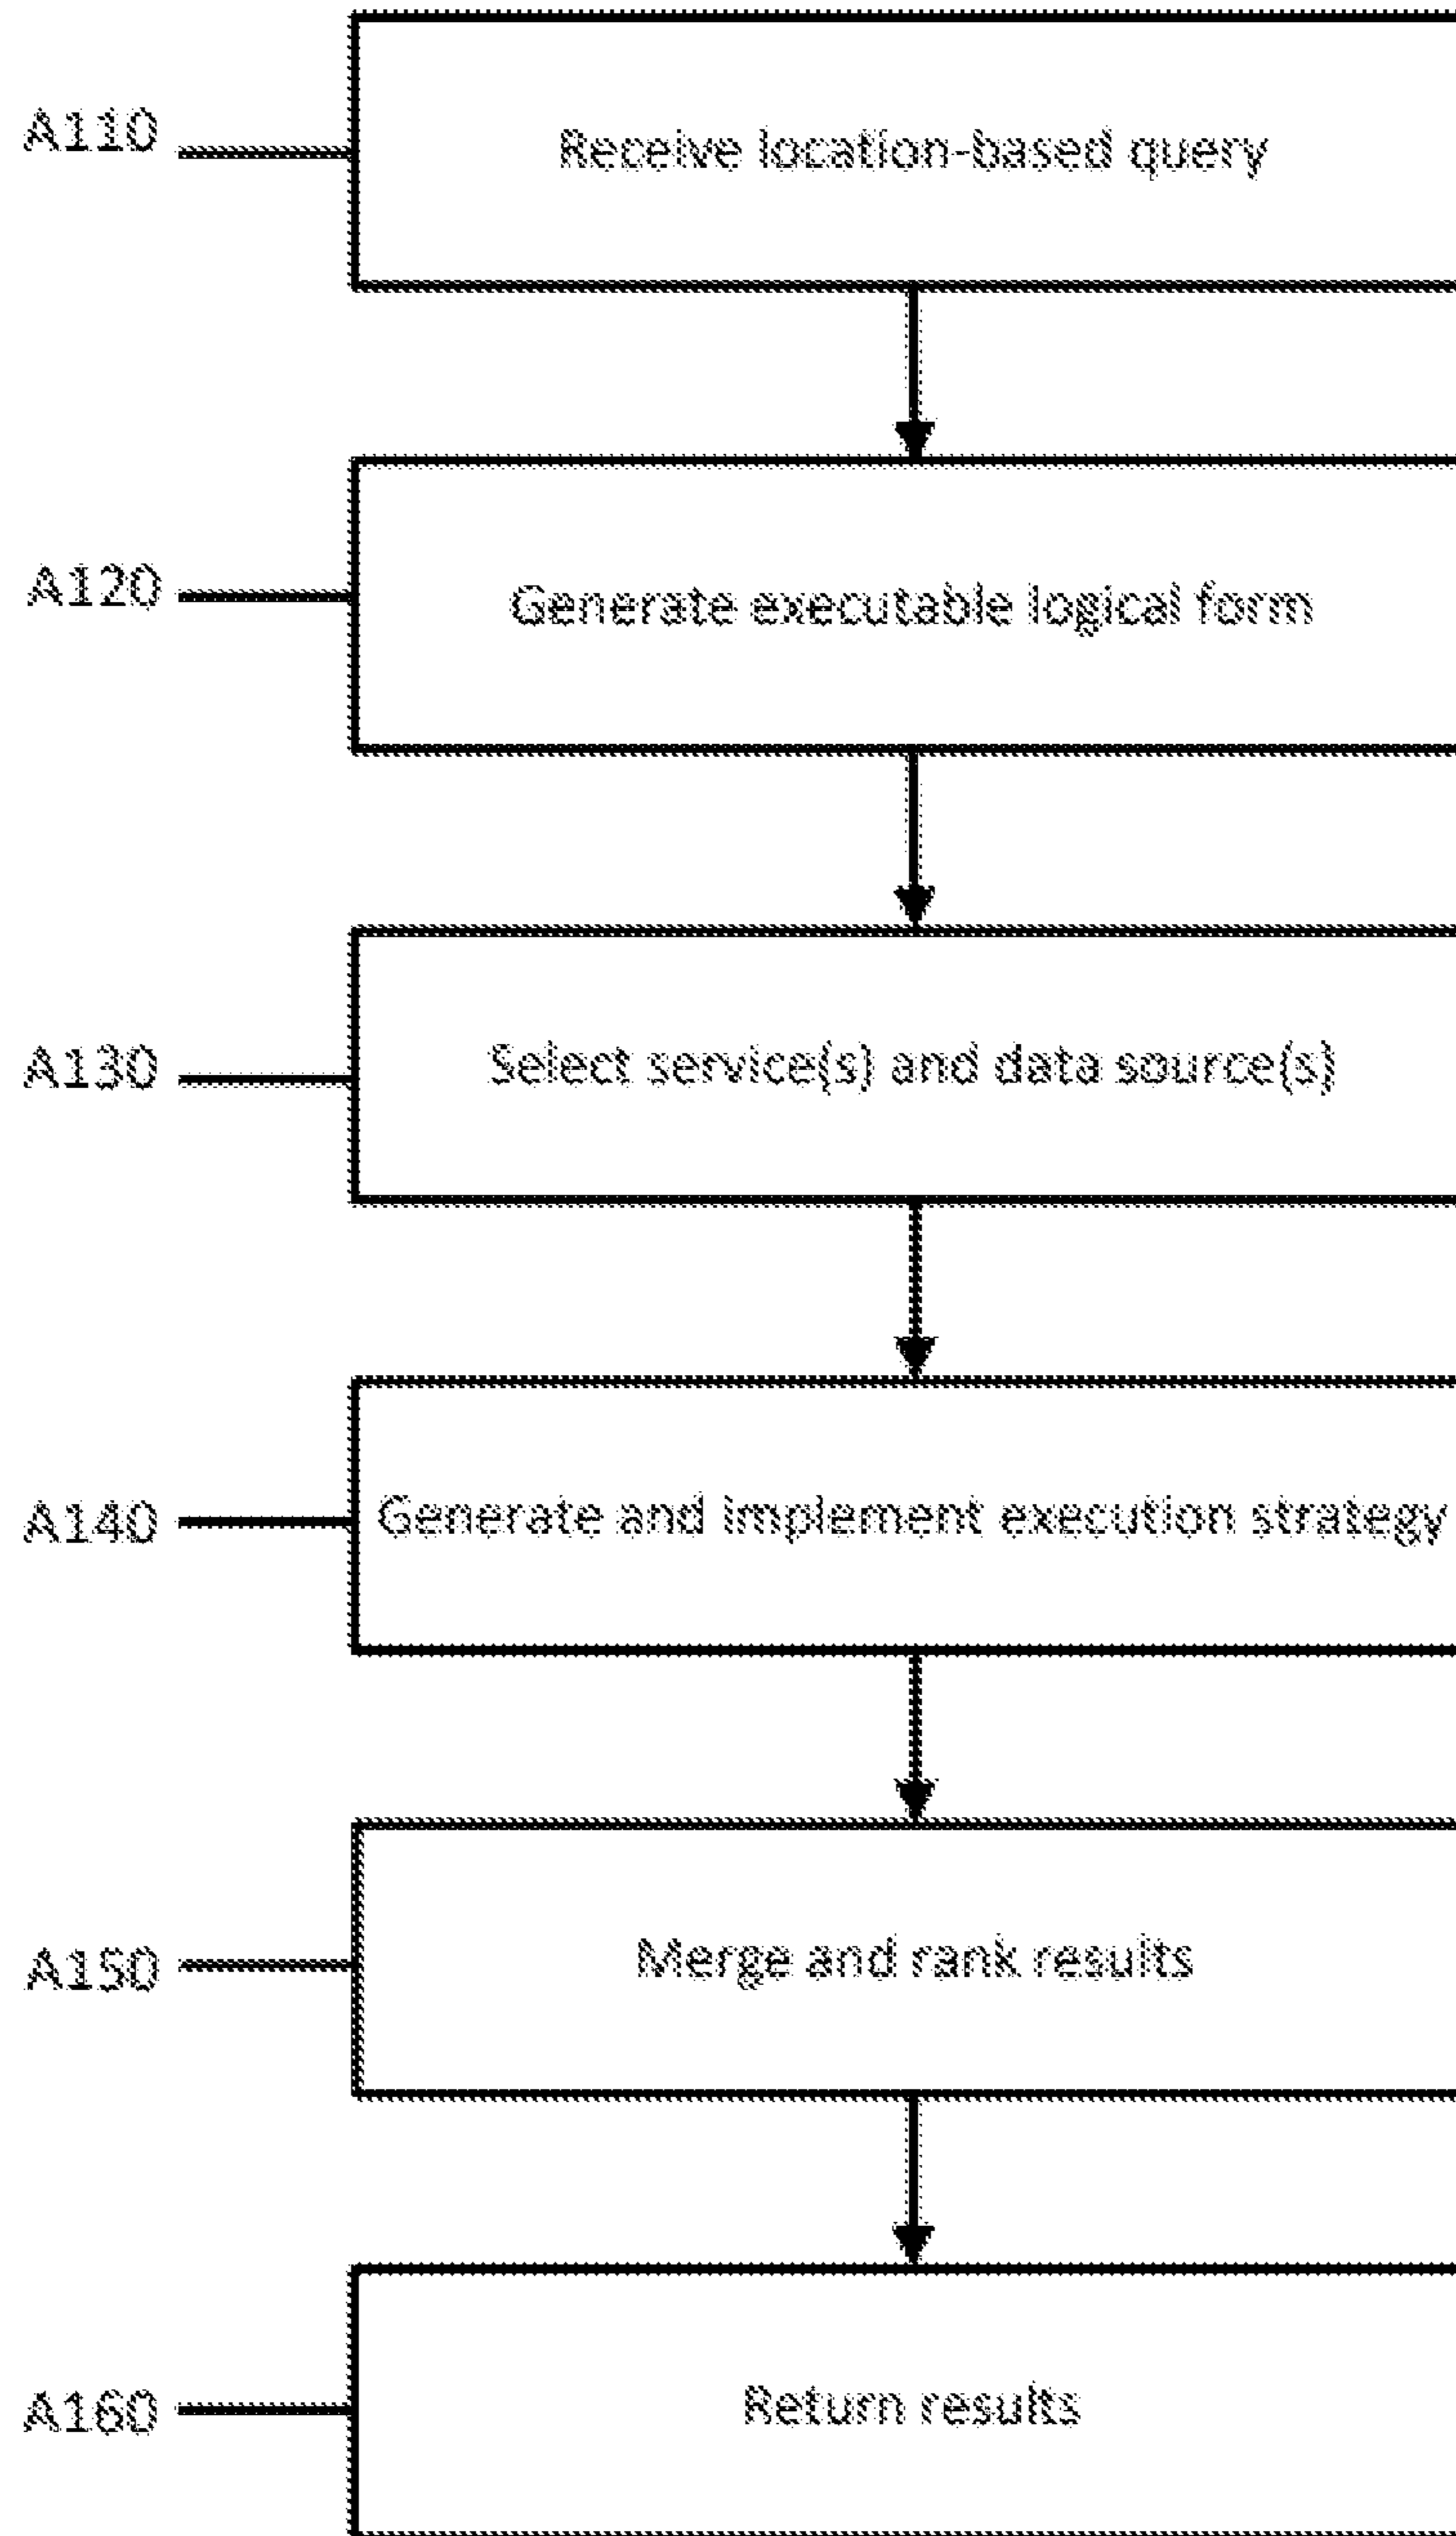 A110
Receive location-based query
A120
Generate executable logical form
A130
Select service(s) and data source(s)
A140
Generate and implement execution strategy
A150
Merge and rank results
A160
Return results